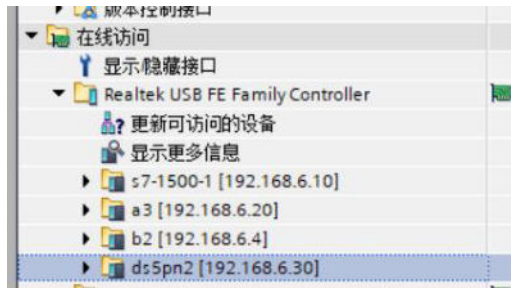 版本控制接口
在线访问
显示/隐藏接口
Realtek USB FE Family Controller
更新可访问的设备
显示更多信息
s7-1500-1 [192.168.6.10]
a3 [192.168.6.20]
b2 [192.168.6.4]
ds5pn2 [192.168.6.30]